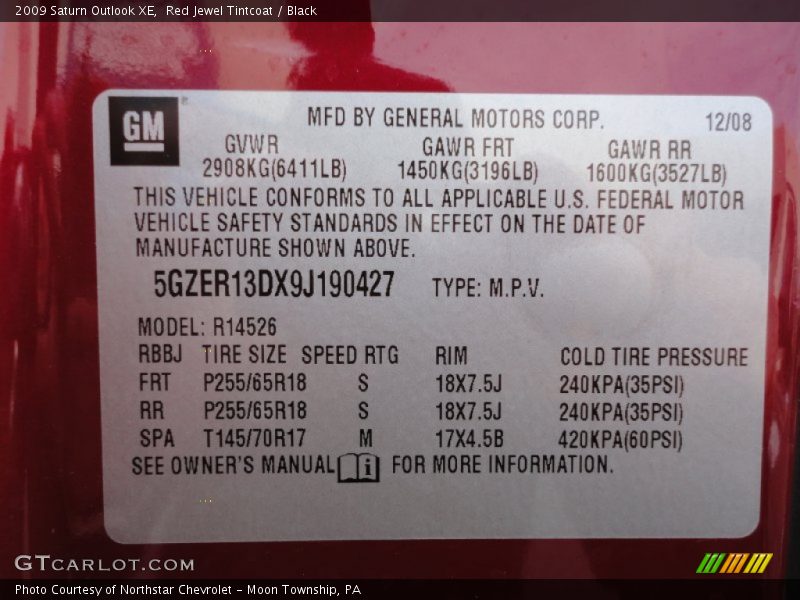 2009 Saturn Outlook XE,  Red Jewel Tintcoat / Black
GM
MFD BY GENERAL MOTORS CORP.
12/08
GVWR GAWR FRT GAWR RR
2908KG(6411LB) 1450KG(3196LB) 1600KG(3527LB)
THIS VEHICLE CONFORMS TO ALL APPLICABLE U.S. FEDERAL MOTOR
VEHICLE SAFETY STANDARDS IN EFFECT ON THE DATE OF
MANUFACTURE SHOWN ABOVE.
5GZER13DX9J190427 TYPE: M.P.V.
MODEL: R14526
RBBJ TIRE SIZE SPEED RTG RIM COLD TIRE PRESSURE
FRT P255/65R18 S 18X7.5J 240KPA(35PSI)
RR P255/65R18 S 18X7.5J 240KPA(35PSI)
SPA T145/70R17 M 17X4.5B 420KPA(60PSI)
SEE OWNER'S MANUAL i FOR MORE INFORMATION.
GTCARLOT.COM
Photo Courtesy of Northstar Chevrolet - Moon Township, PA